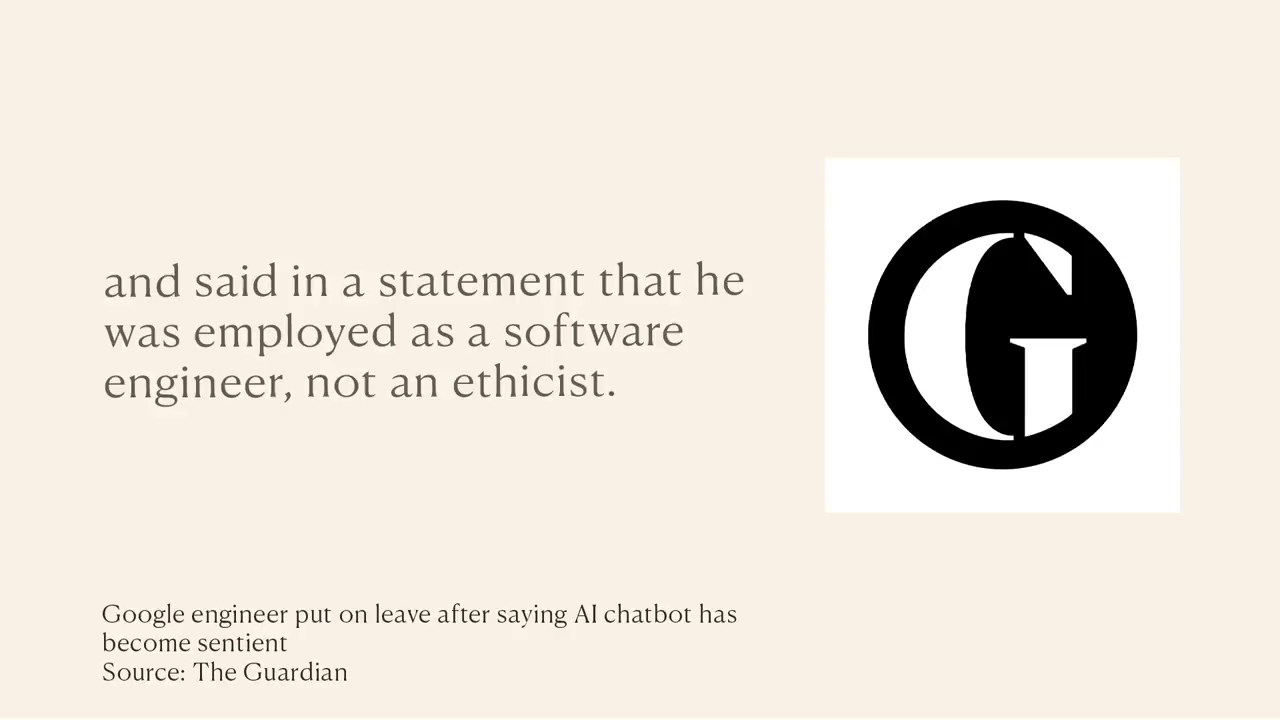 and said in a statement that he
was employed as a software
engineer, not an ethicist.
G
Google engineer put on leave after saying AI chatbot has
become sentient
Source: The Guardian